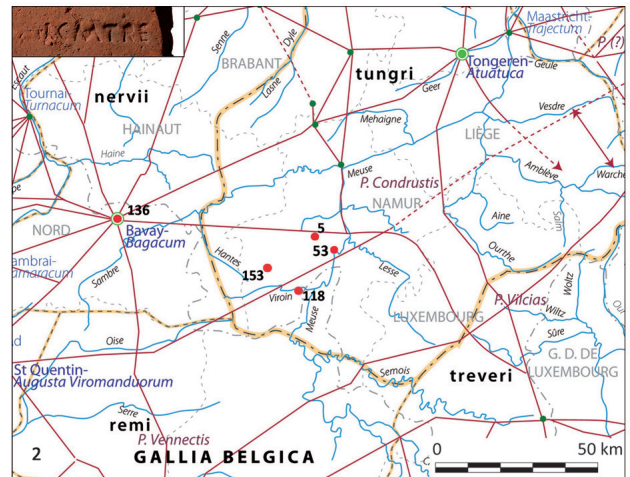 Maastricht-
Trajectum
P. (?)
Senne
Dyle
BRABANT
Lasne
tungri
Tongeren-
Atuatuca
Geule
Escaut
Tournai-
Turnacum
nervii
Geer
Mehaigne
Vesdre
HAINAUT
LIÈGE
Haine
Meuse
Amblève
Warche
P. Condrustis
NAMUR
Salm
136
Aine
NORD
Bavay-
Bagacum
5
53
Ourthe
Hantes
Lesse
Sambre
153
Woltz
118
Viroin
P. Vilcias
Wiltz
Meuse
LUXEMBOURG
Oise
Sûre
St Quentin-
Augusta Viromanduorum
Semois
G. D. DE
LUXEMBOURG
treveri
Serre
remi
P. Vennectis
2
GALLIA BELGICA
0
50 km